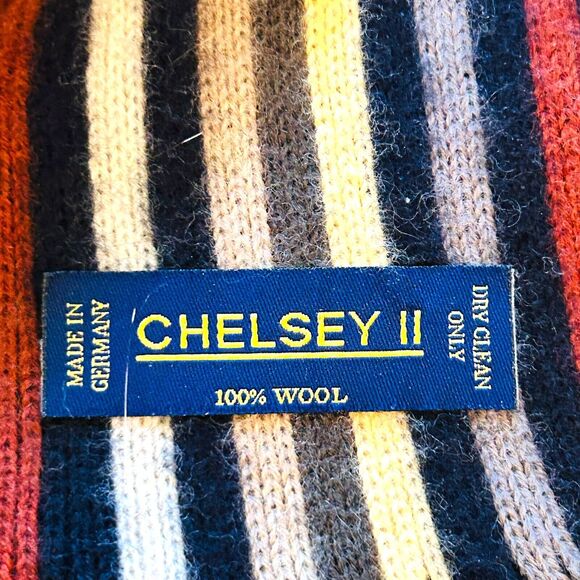 MADE IN
GERMANY
CHELSEY II
100% WOOL
DRY CLEAN
ONLY